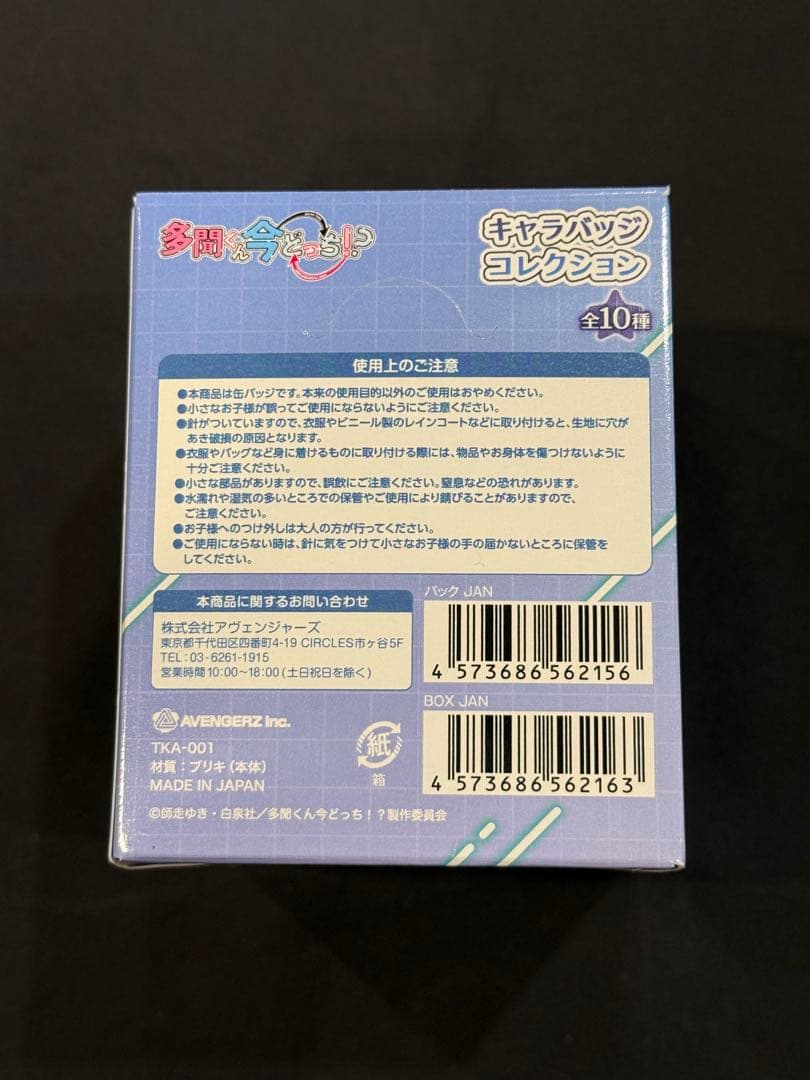 多聞くん今どっち!?
キャラバッジ
コレクション
全10種
使用上のご注意
●本商品は缶バッジです。本来の使用目的以外のご使用はおやめください。
●小さなお子様が誤ってご使用にならないようにご注意ください。
●針がついていますので、衣服やビニール製のレインコートなどに取り付けると、生地に穴が
あき破損の原因となります。
●衣服やバッグなど身に着けるものに取り付ける際には、物品やお身体を傷つけないように
十分ご注意ください。
●小さな部品がありますので、誤飲にご注意ください。窒息などの恐れがあります。
●水濡れや湿気の多いところでの保管やご使用により錆びることがありますので、
ご注意ください。
●お子様へのつけ外しは大人の方が行ってください。
●ご使用にならない時は、針に気をつけて小さなお子様の手の届かないところに保管を
してください。
本商品に関するお問い合わせ
株式会社アヴェンジャーズ
東京都千代田区四番町4-19 CIRCLES市ヶ谷5F
TEL：03-6261-1915
営業時間10:00～18:00(土日祝日を除く)
パック JAN
4 573686 562156
BOX JAN
4 573686 562163
AVENGERZ Inc.
TKA-001
材質：ブリキ(本体)
MADE IN JAPAN
紙
箱
©師走ゆき・白泉社／多聞くん今どっち！？製作委員会